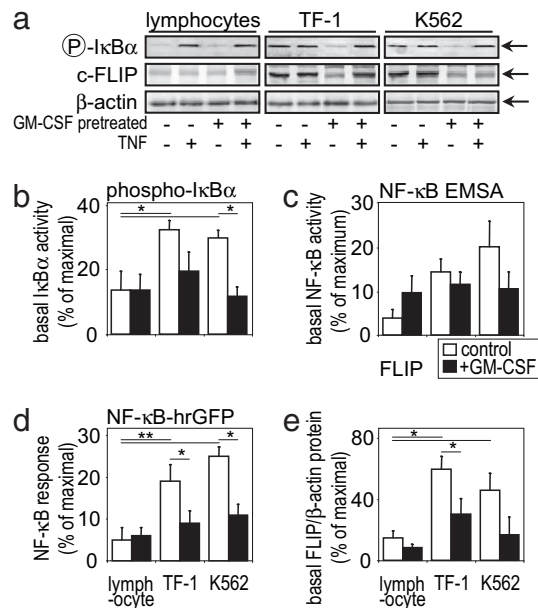 a
lymphocytes TF-1 K562
Ⓟ-IκBα
c-FLIP
β-actin
GM-CSF pretreated - - + + - - + + - - + +
TNF - + - + - + - + - + - +
b phospho-IκBα
basal IκBα activity
(% of maximal)
40
20
0
* *
c NF-κB EMSA
basal NF-κB activity
(% of maximum)
30
20
10
0
control
+GM-CSF
FLIP
d NF-κB-hrGFP
NF-κB response
(% of maximal)
30
20
10
0
** * *
lymph
-ocyte TF-1 K562
e
basal FLIP/β-actin protein
(% of maximal)
80
40
0
* *
lymph
-ocyte TF-1 K562